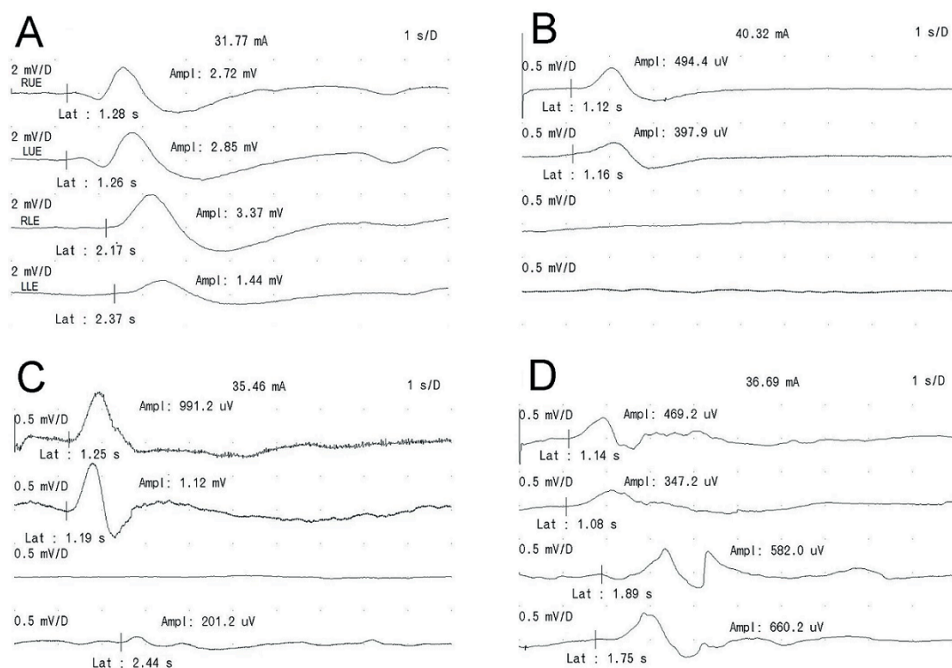 A
31.77 mA
1 s/D
2 mV/D
RUE
Ampl: 2.72 mV
Lat : 1.28 s
2 mV/D
LUE
Ampl: 2.85 mV
Lat : 1.26 s
2 mV/D
RLE
Ampl: 3.37 mV
Lat : 2.17 s
2 mV/D
LLE
Ampl: 1.44 mV
Lat : 2.37 s
B
40.32 mA
1 s/D
0.5 mV/D
Ampl: 494.4 uV
Lat : 1.12 s
0.5 mV/D
Ampl: 397.9 uV
Lat : 1.16 s
0.5 mV/D
0.5 mV/D
C
35.46 mA
1 s/D
0.5 mV/D
Ampl: 991.2 uV
Lat : 1.25 s
0.5 mV/D
Ampl: 1.12 mV
Lat : 1.19 s
0.5 mV/D
0.5 mV/D
Ampl: 201.2 uV
Lat : 2.44 s
D
36.69 mA
1 s/D
0.5 mV/D
Ampl: 469.2 uV
Lat : 1.14 s
0.5 mV/D
Ampl: 347.2 uV
Lat : 1.08 s
0.5 mV/D
Ampl: 582.0 uV
Lat : 1.89 s
0.5 mV/D
Ampl: 660.2 uV
Lat : 1.75 s